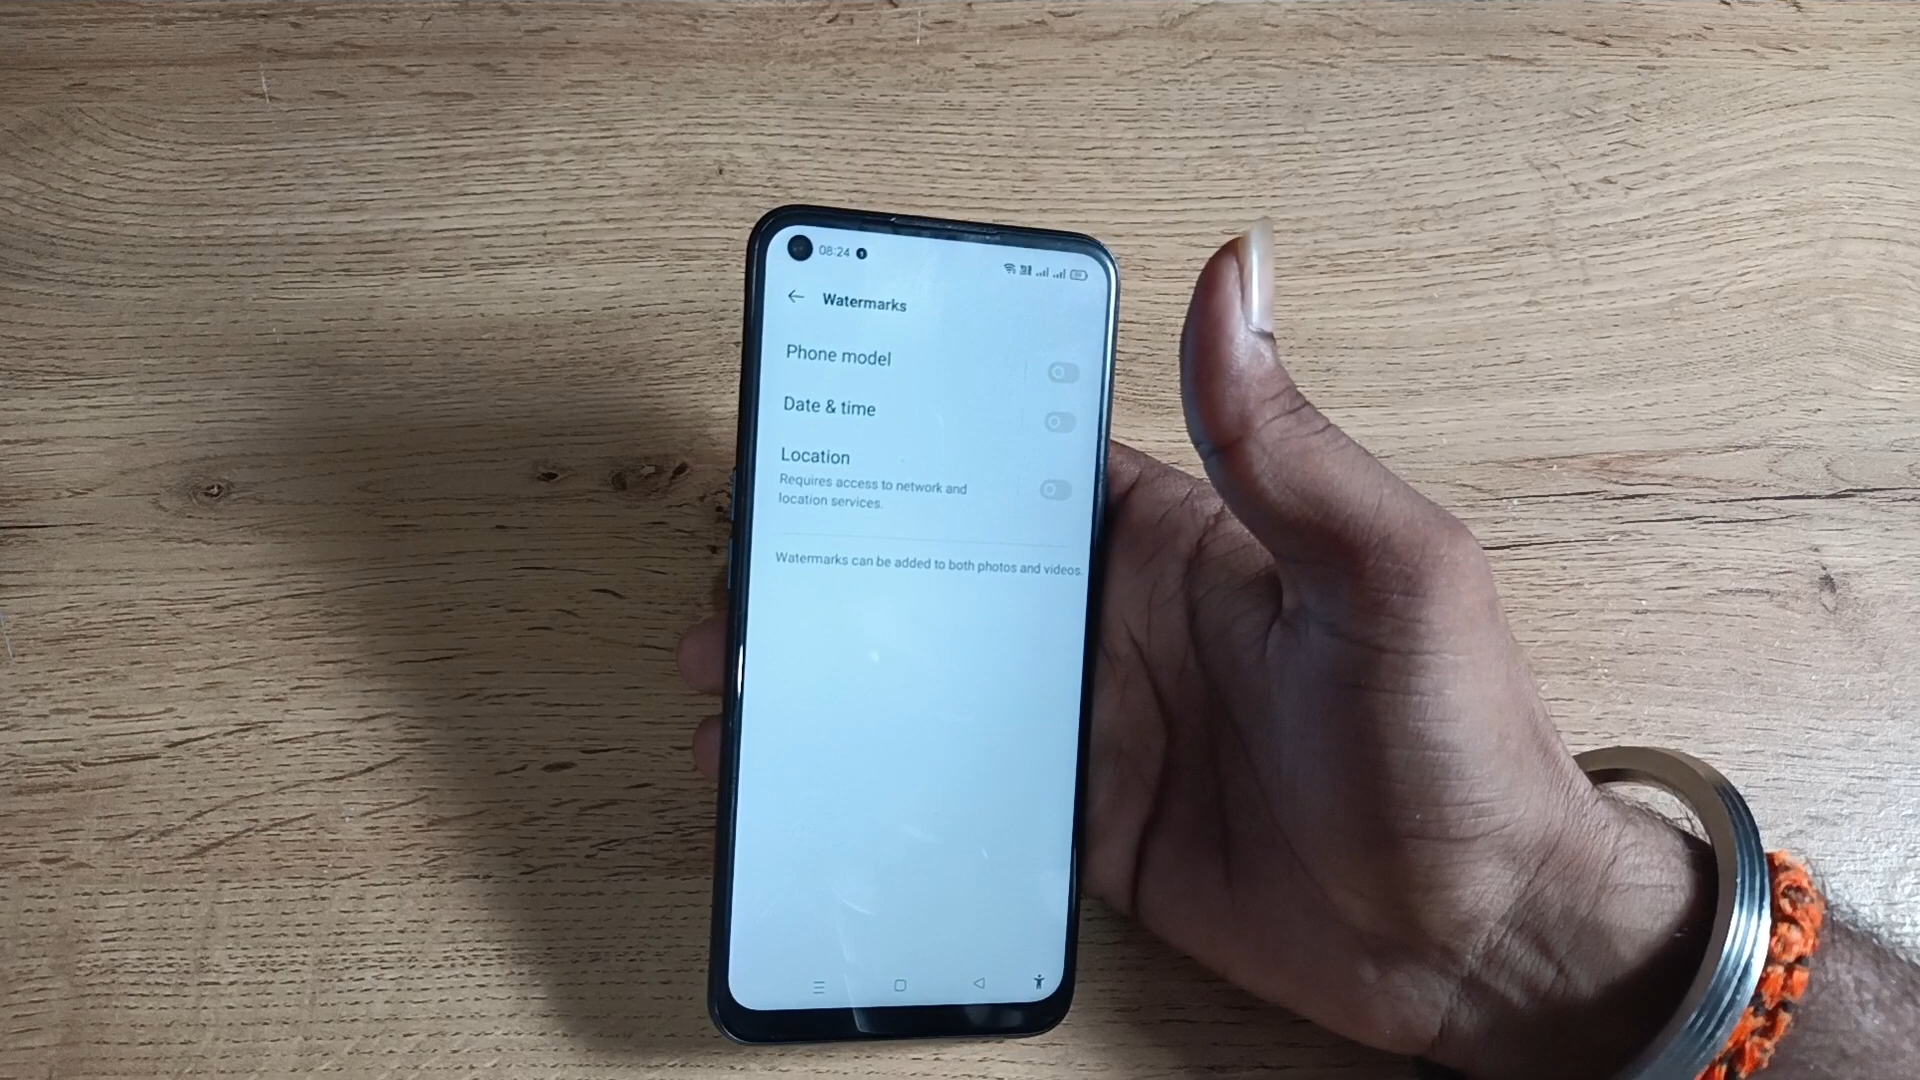 08:24
Watermarks
Phone model
Date & time
Location
Requires access to network and
location services.
Watermarks can be added to both photos and videos.